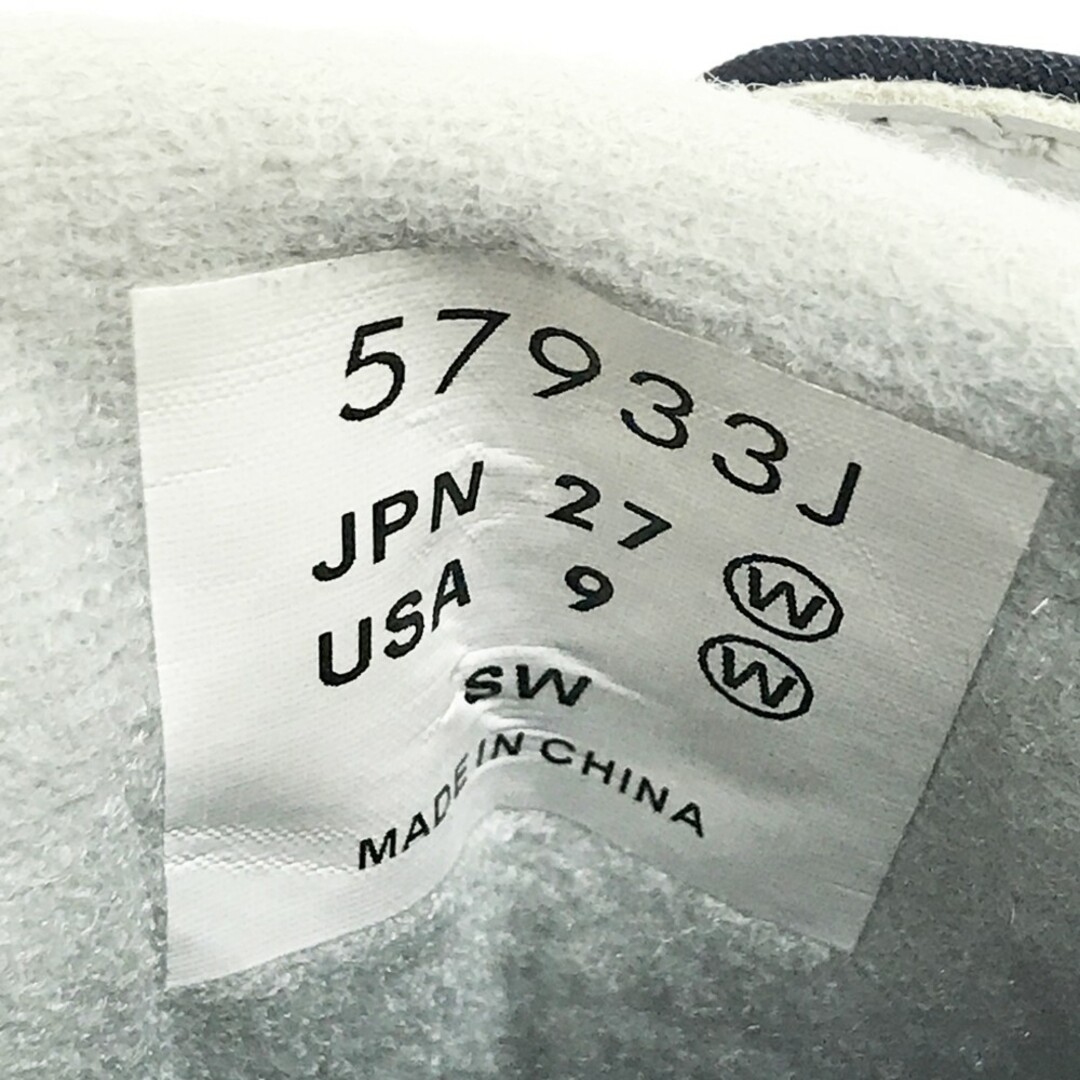 57933J
JPN 27 Ⓦ
USA 9 Ⓦ
SW
MADE IN CHINA